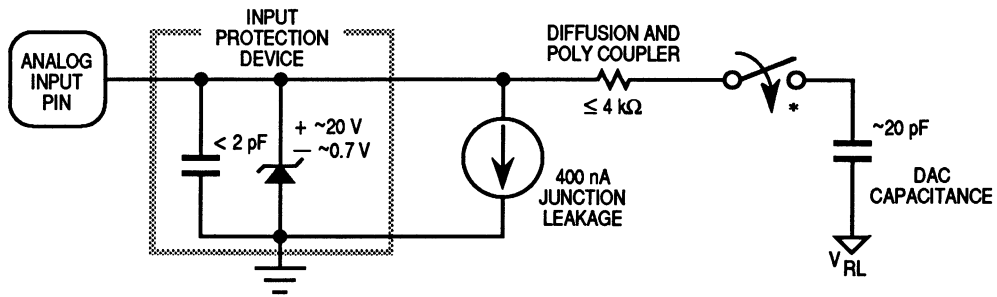 ANALOG
INPUT
PIN
INPUT
PROTECTION
DEVICE
< 2 pF
+ ~20 V
— ~0.7 V
400 nA
JUNCTION
LEAKAGE
DIFFUSION AND
POLY COUPLER
≤ 4 kΩ
*
~20 pF
DAC
CAPACITANCE
VRL